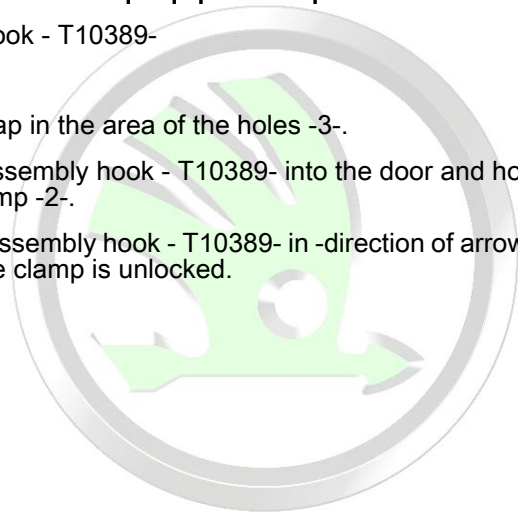 ook - T10389-
ap in the area of the holes -3-.
ssembly hook - T10389- into the door and ho
mp -2-.
ssembly hook - T10389- in -direction of arrow
e clamp is unlocked.